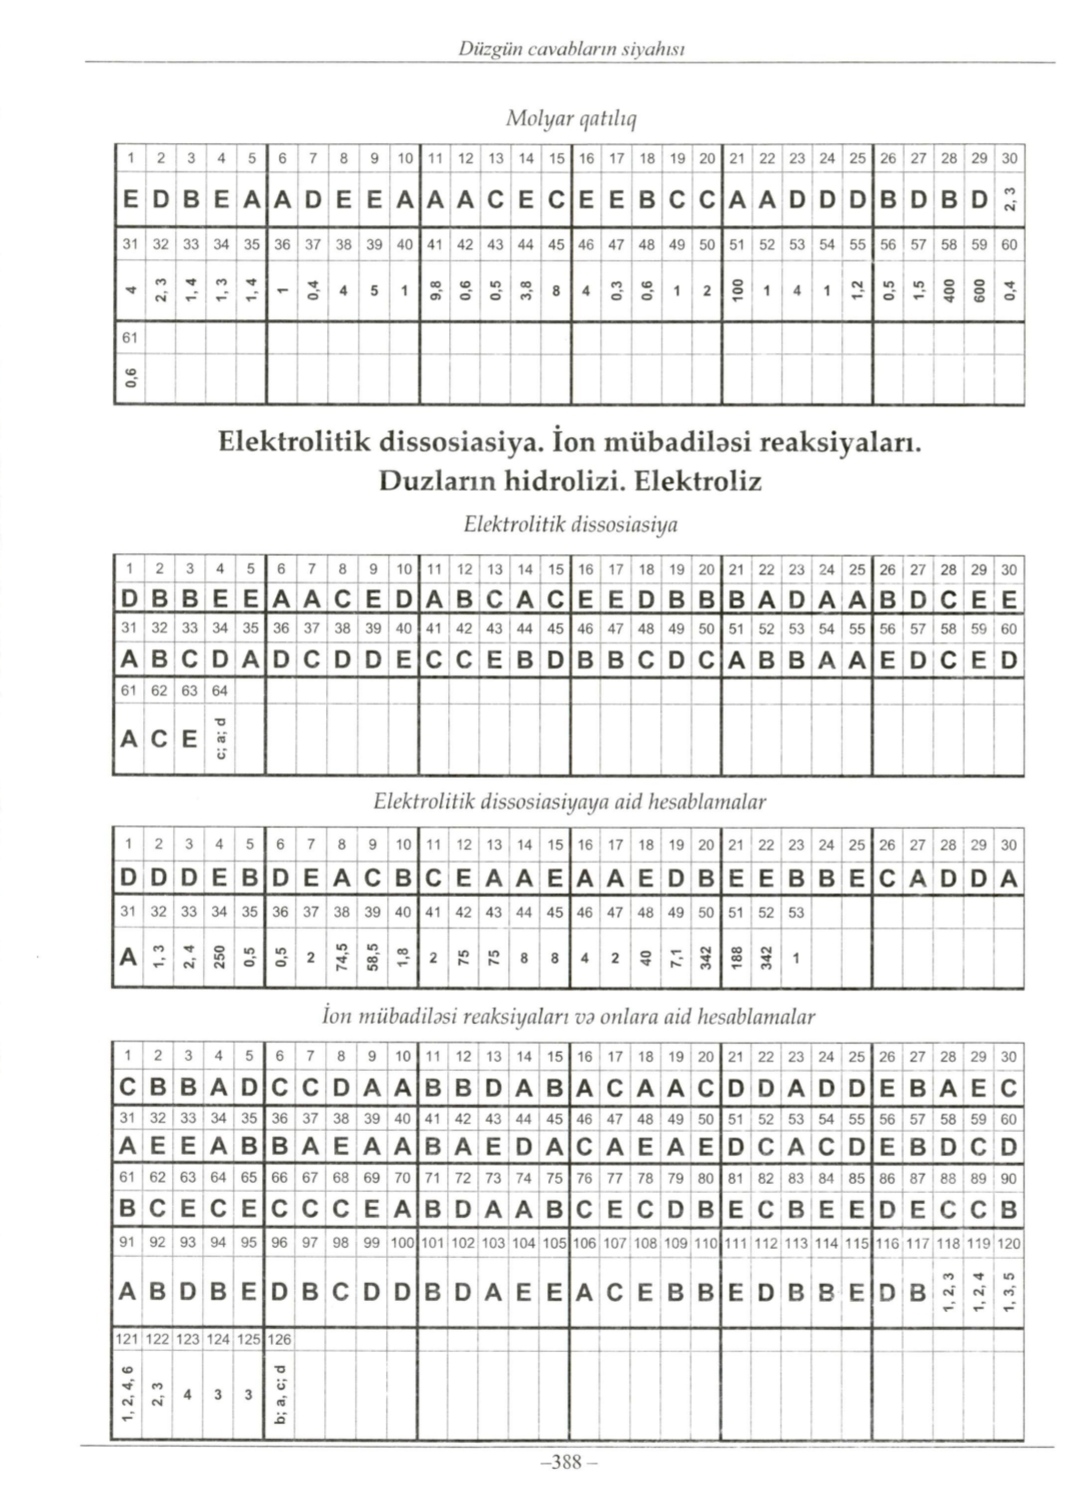 Düzgün cavabların siyahısı
Molyar qatılıq
1 2 3 4 5 6 7 8 9 10 11 12 13 14 15 16 17 18 19 20 21 22 23 24 25 26 27 28 29 30
E D B E A A D E E A A A C E C E E B C C A A D D D B D B D 2, 3
31 32 33 34 35 36 37 38 39 40 41 42 43 44 45 46 47 48 49 50 51 52 53 54 55 56 57 58 59 60
4 2, 3 1, 4 1, 3 1, 4 1 0,4 4 5 1 9,8 0,6 0,5 3,8 8 4 0,3 0,6 1 2 100 1 4 1 1,2 0,5 1,5 400 600 0,4
61
0,6
Elektrolitik dissosiasiya. İon mübadiləsi reaksiyaları.
Duzların hidrolizi. Elektroliz
Elektrolitik dissosiasiya
1 2 3 4 5 6 7 8 9 10 11 12 13 14 15 16 17 18 19 20 21 22 23 24 25 26 27 28 29 30
D B B E E A A C E D A B C A C E E D B B B A D A A B D C E E
31 32 33 34 35 36 37 38 39 40 41 42 43 44 45 46 47 48 49 50 51 52 53 54 55 56 57 58 59 60
A B C D A D C D D E C C E B D B B C D C A B B A A E D C E D
61 62 63 64
A C E c; a; d
Elektrolitik dissosiasiyaya aid hesablamalar
1 2 3 4 5 6 7 8 9 10 11 12 13 14 15 16 17 18 19 20 21 22 23 24 25 26 27 28 29 30
D D D E B D E A C B C E A A E A A E D B E E B B E C A D D A
31 32 33 34 35 36 37 38 39 40 41 42 43 44 45 46 47 48 49 50 51 52 53
A 1, 3 2, 4 250 0,5 0,5 2 74,5 58,5 1,8 2 75 75 8 8 4 2 40 7,1 342 188 342 1
İon mübadiləsi reaksiyaları və onlara aid hesablamalar
1 2 3 4 5 6 7 8 9 10 11 12 13 14 15 16 17 18 19 20 21 22 23 24 25 26 27 28 29 30
C B B A D C C D A A B B D A B A C A A C D D A D D E B A E C
31 32 33 34 35 36 37 38 39 40 41 42 43 44 45 46 47 48 49 50 51 52 53 54 55 56 57 58 59 60
A E E A B B A E A A B A E D A C A E A E D C A C D E B D C D
61 62 63 64 65 66 67 68 69 70 71 72 73 74 75 76 77 78 79 80 81 82 83 84 85 86 87 88 89 90
B C E C E C C C E A B D A A B C E C D B E C B E E D E C C B
91 92 93 94 95 96 97 98 99 100 101 102 103 104 105 106 107 108 109 110 111 112 113 114 115 116 117 118 119 120
A B D B E D B C D D B D A E E A C E B B E D B B E D B 1, 2, 3 1, 2, 4 1, 3, 5
121 122 123 124 125 126
1, 2, 4, 6 2, 3 4 3 3 b; a, c; d
–388 –